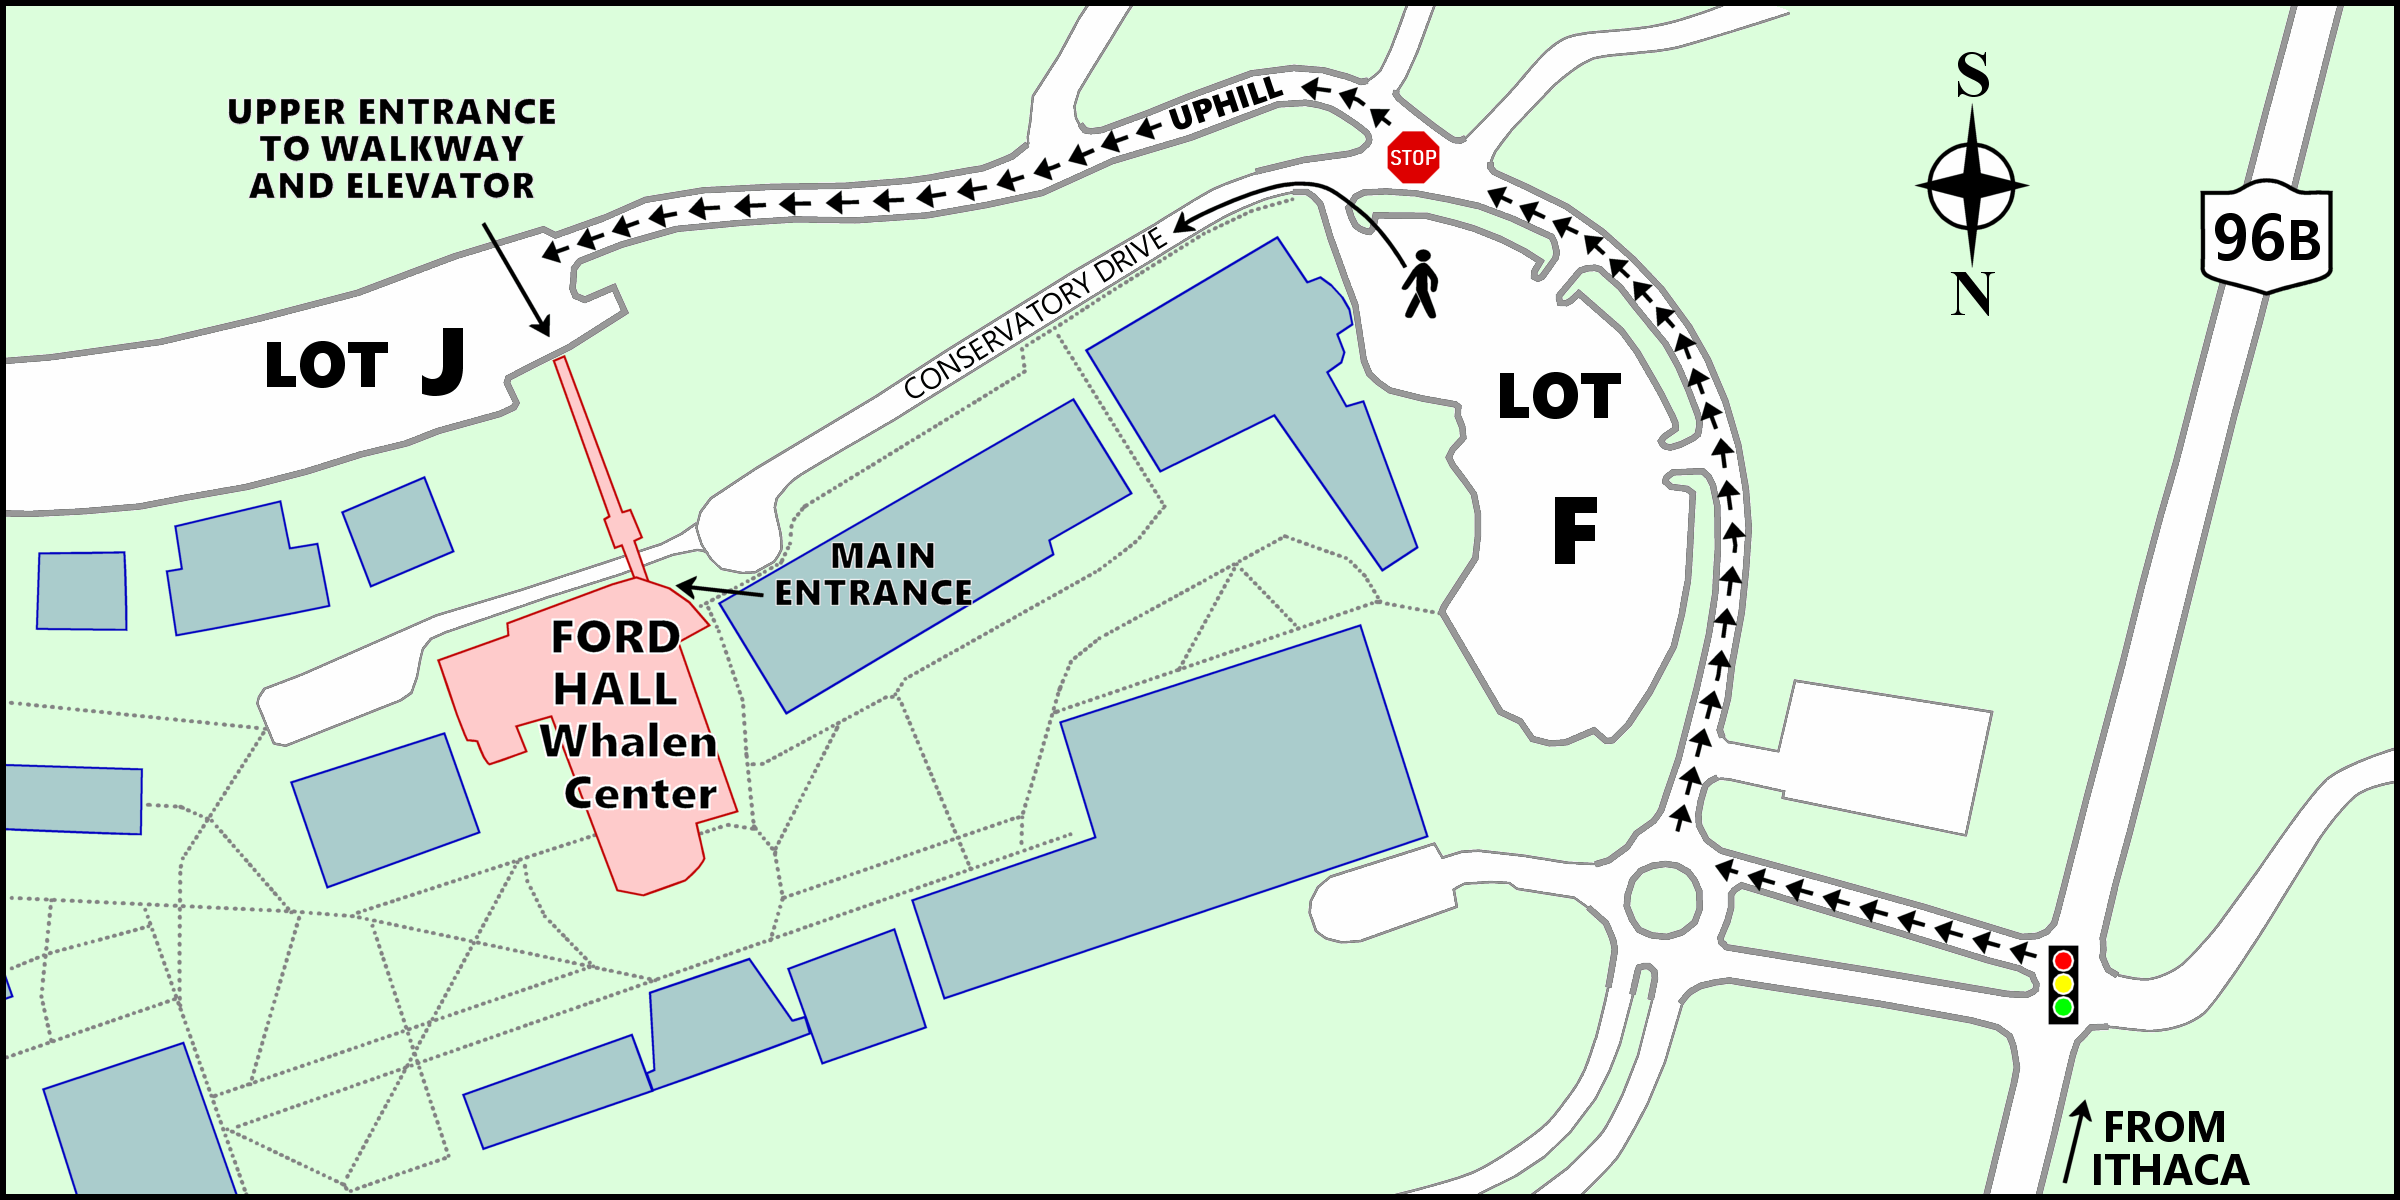 UPPER ENTRANCE
TO WALKWAY
AND ELEVATOR
UPHILL
STOP
S
N
96B
CONSERVATORY DRIVE
LOT J
LOT
F
MAIN
ENTRANCE
FORD
HALL
Whalen
Center
FROM
ITHACA